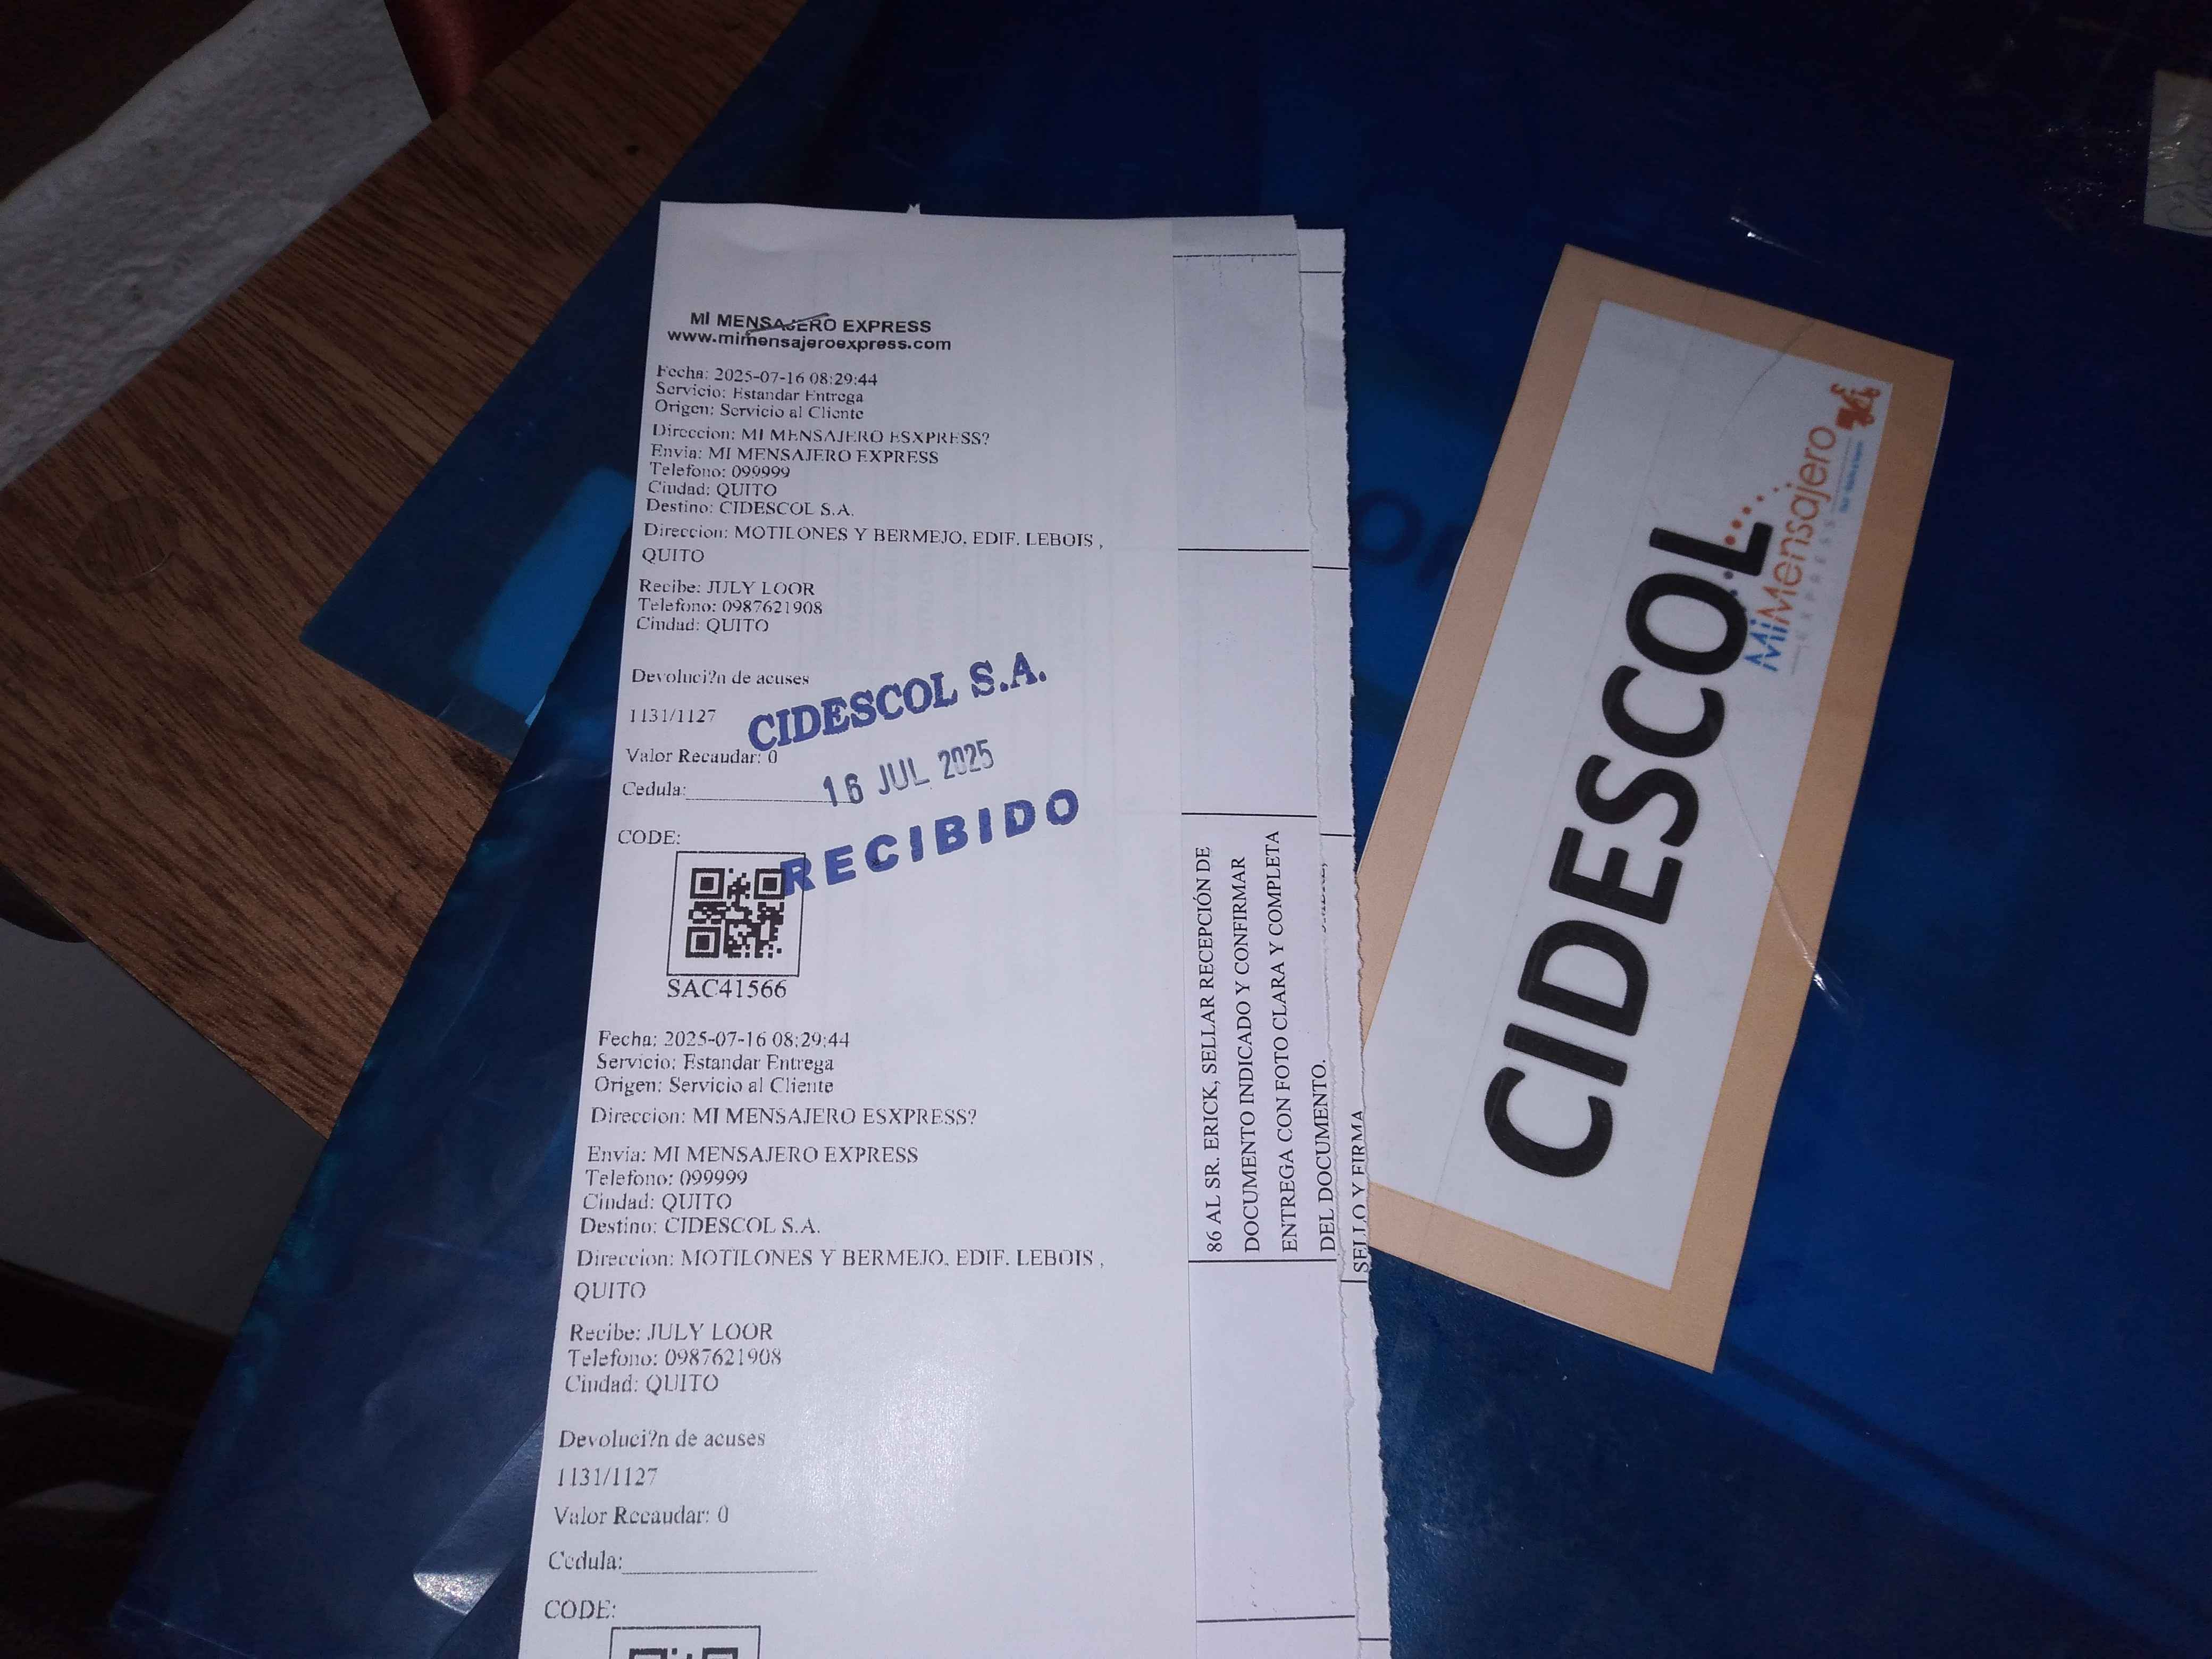 MI MENSAJERO EXPRESS
www.mimensajeroexpress.com
Fecha: 2025-07-16 08:29:44
Servicio: Estandar Entrega
Origen: Servicio al Cliente
Direccion: MI MENSAJERO ESXPRESS?
Envia: MI MENSAJERO EXPRESS
Telefono: 099999
Ciudad: QUITO
Destino: CIDESCOL S.A.
Direccion: MOTILONES Y BERMEJO, EDIF. LEBOIS ,
QUITO
Recibe: JULY LOOR
Telefono: 0987621908
Ciudad: QUITO
Devoluci?n de acuses
1131/1127
Valor Recaudar: 0
Cedula:
CIDESCOL S.A.
16 JUL 2025
RECIBIDO
CODE:
SAC41566
Fecha: 2025-07-16 08:29:44
Servicio: Estandar Entrega
Origen: Servicio al Cliente
Direccion: MI MENSAJERO ESXPRESS?
Envia: MI MENSAJERO EXPRESS
Telefono: 099999
Ciudad: QUITO
Destino: CIDESCOL S.A.
Direccion: MOTILONES Y BERMEJO, EDIF. LEBOIS ,
QUITO
Recibe: JULY LOOR
Telefono: 0987621908
Ciudad: QUITO
Devoluci?n de acuses
1131/1127
Valor Recaudar: 0
Cedula:
CODE:
86 AL SR. ERICK, SELLAR RECEPCIÓN DE
DOCUMENTO INDICADO Y CONFIRMAR
ENTREGA CON FOTO CLARA Y COMPLETA
DEL DOCUMENTO.
SELLO Y FIRMA
CIDESCOL
MiMensajero
EXPRESS